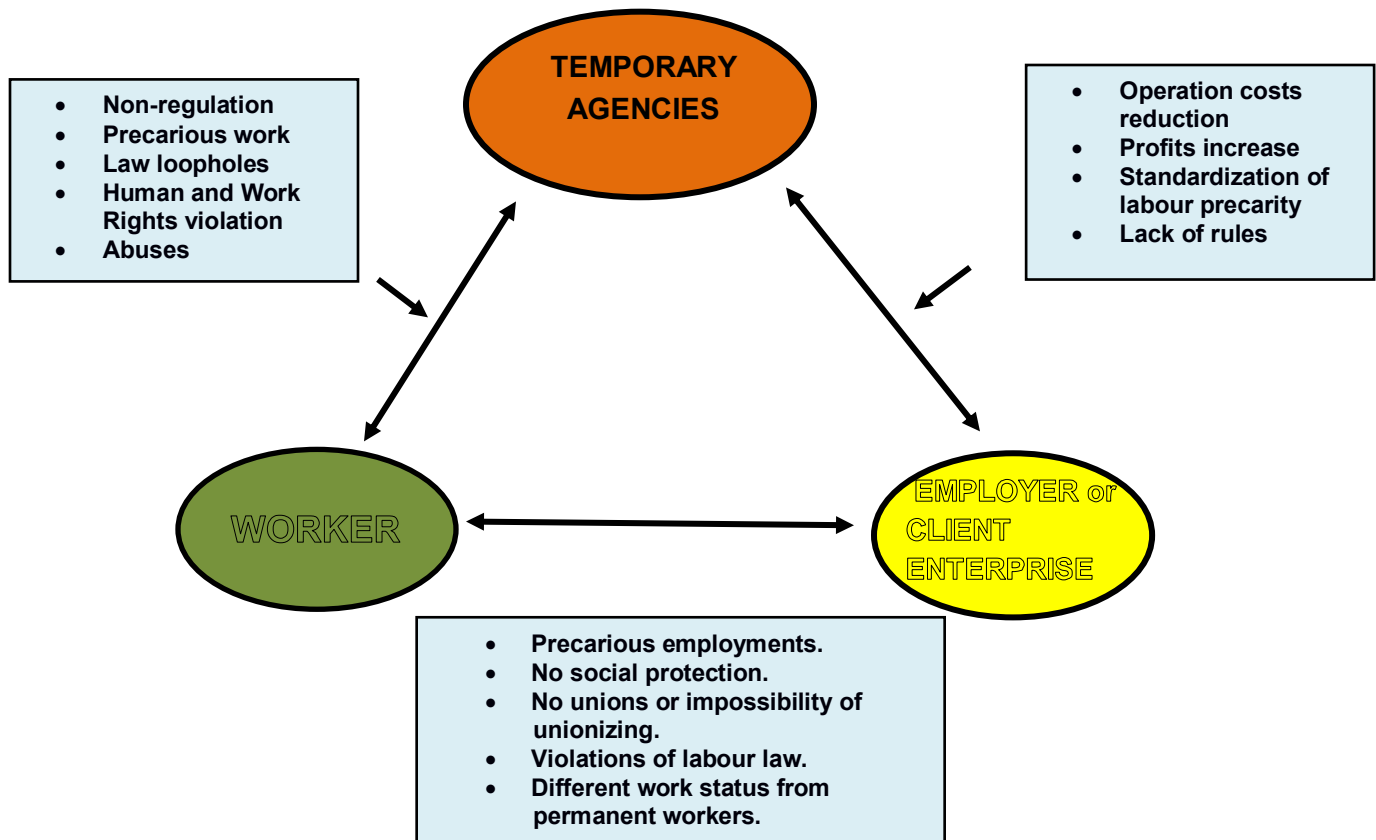 TEMPORARY
AGENCIES
• Non-regulation
• Precarious work
• Law loopholes
• Human and Work
Rights violation
• Abuses
• Operation costs
reduction
• Profits increase
• Standardization of
labour precarity
• Lack of rules
WORKER
EMPLOYER or
CLIENT
ENTERPRISE
• Precarious employments.
• No social protection.
• No unions or impossibility of
unionizing.
• Violations of labour law.
• Different work status from
permanent workers.